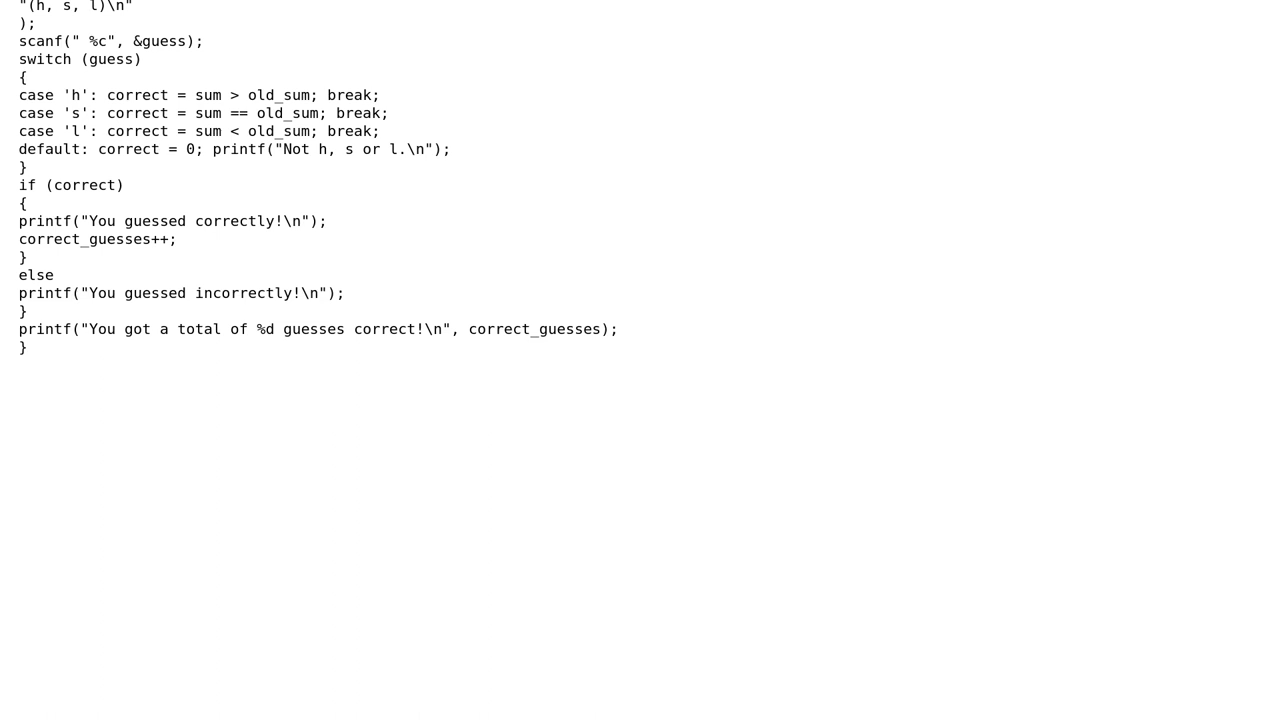 "(h, s, l)\n"
);
scanf(" %c", &guess);
switch (guess)
{
case 'h': correct = sum > old_sum; break;
case 's': correct = sum == old_sum; break;
case 'l': correct = sum < old_sum; break;
default: correct = 0; printf("Not h, s or l.\n");
}
if (correct)
{
printf("You guessed correctly!\n");
correct_guesses++;
}
else
printf("You guessed incorrectly!\n");
}
printf("You got a total of %d guesses correct!\n", correct_guesses);
}